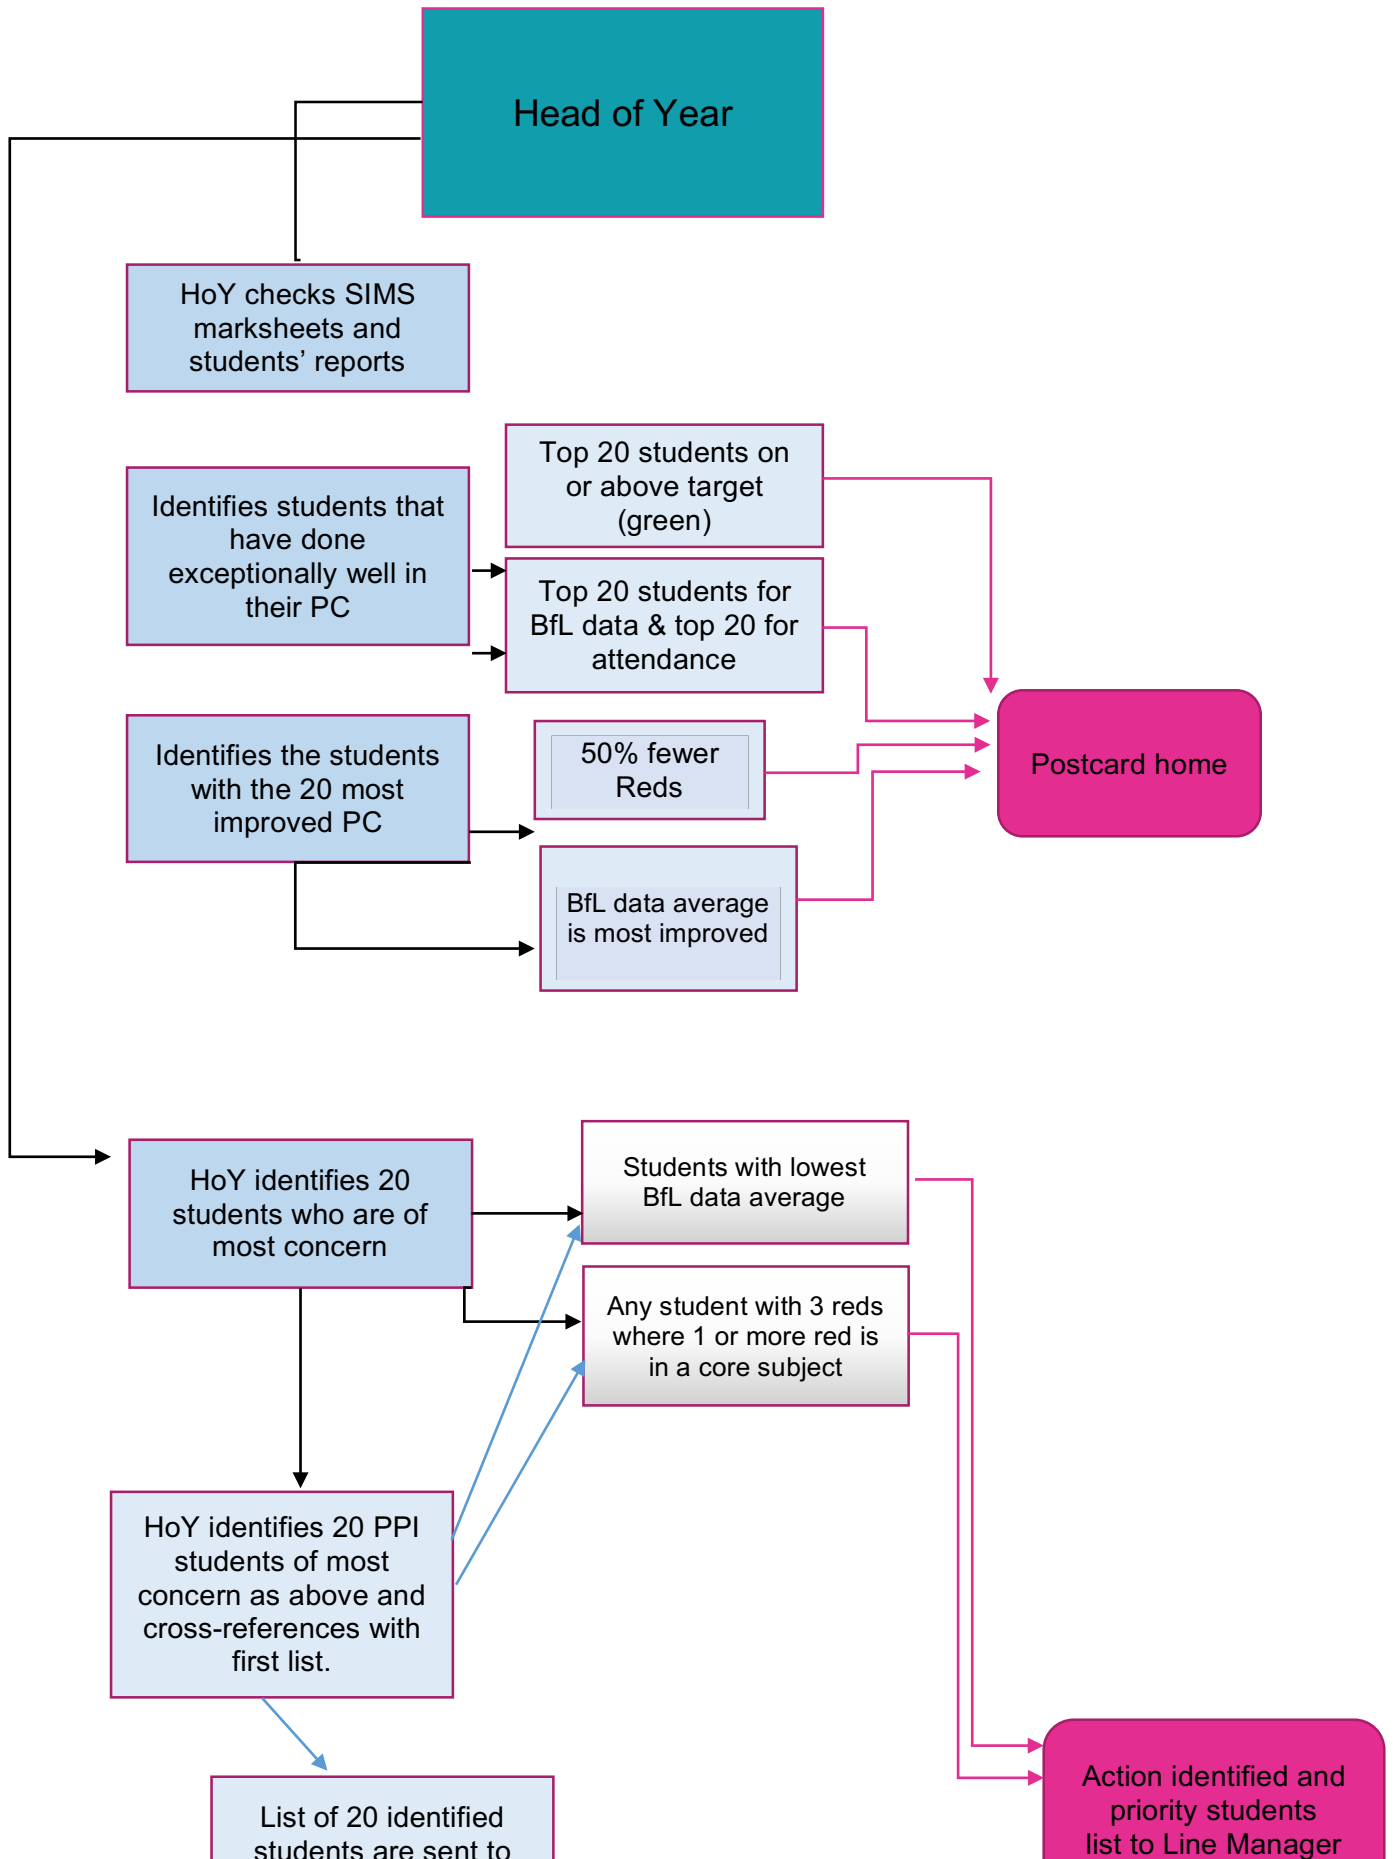 Head of Year
HoY checks SIMS
marksheets and
students’ reports
Top 20 students on
or above target
(green)
Identifies students that
have done
exceptionally well in
their PC
Top 20 students for
BfL data & top 20 for
attendance
Identifies the students
with the 20 most
improved PC
50% fewer
Reds
Postcard home
BfL data average
is most improved
HoY identifies 20
students who are of
most concern
Students with lowest
BfL data average
Any student with 3 reds
where 1 or more red is
in a core subject
HoY identifies 20 PPI
students of most
concern as above and
cross-references with
first list.
List of 20 identified
students are sent to
Action identified and
priority students
list to Line Manager